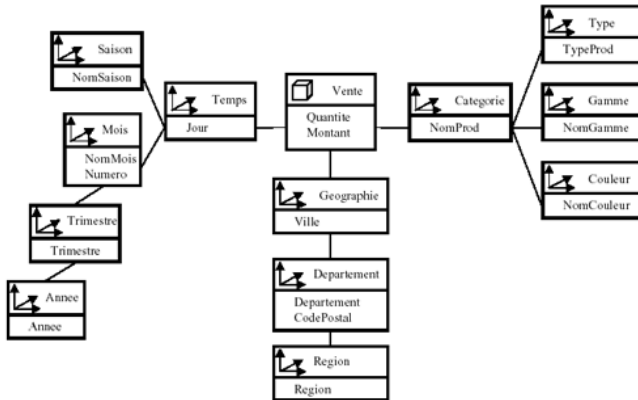 Saison
NomSaison
Mois
NomMois
Numero
Trimestre
Trimestre
Annee
Annee
Temps
Jour
Vente
Quantite
Montant
Geographie
Ville
Departement
Departement
CodePostal
Region
Region
Categorie
NomProd
Type
TypeProd
Gamme
NomGamme
Couleur
NomCouleur